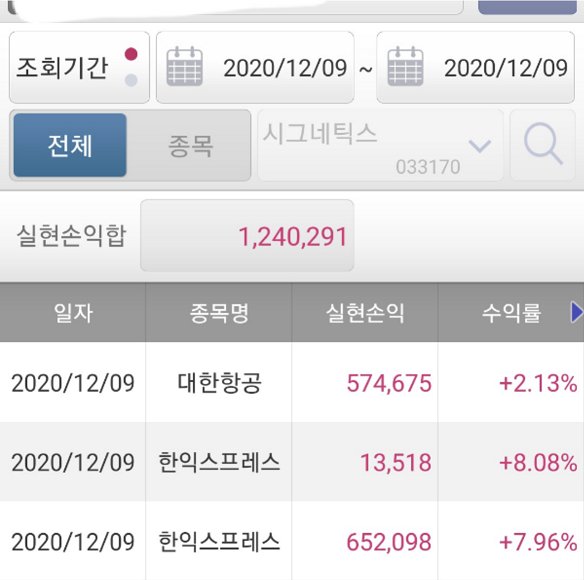 조회기간 2020/12/09 ~ 2020/12/09
전체 종목 시그네틱스 033170
실현손익합 1,240,291
일자 종목명 실현손익 수익률
2020/12/09 대한항공 574,675 +2.13%
2020/12/09 한익스프레스 13,518 +8.08%
2020/12/09 한익스프레스 652,098 +7.96%